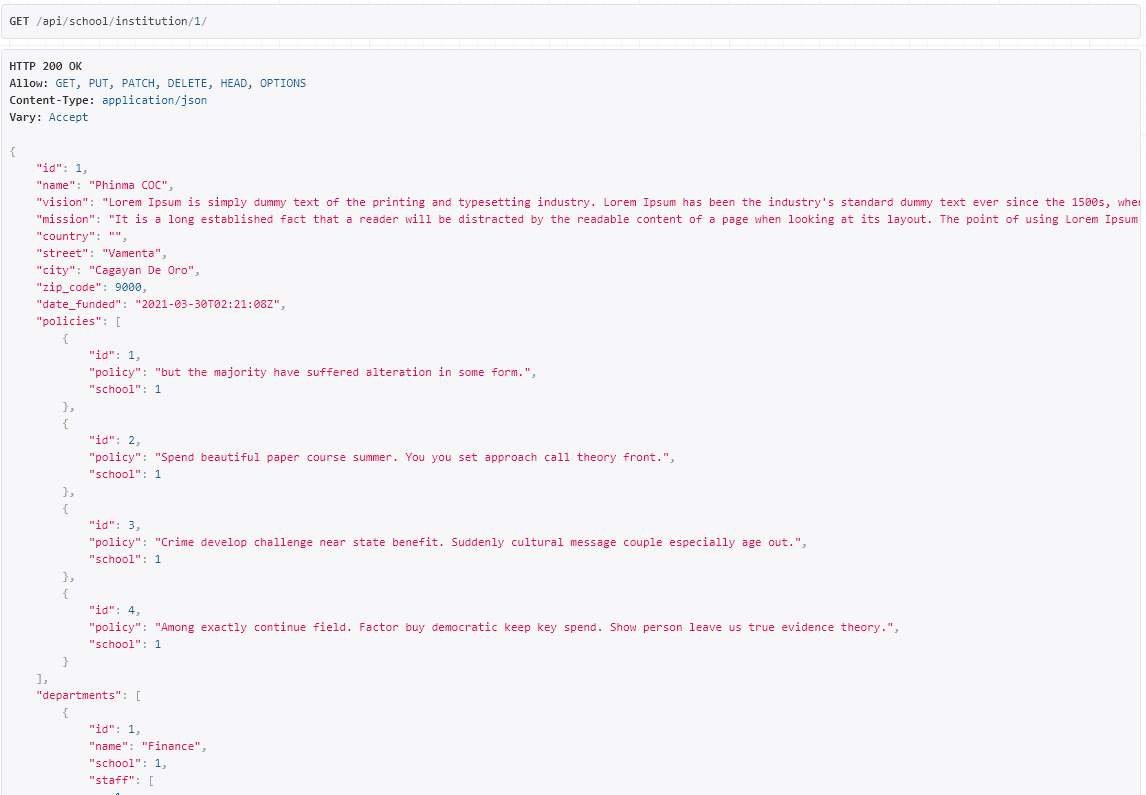 GET /api/school/institution/1/
HTTP 200 OK
Allow: GET, PUT, PATCH, DELETE, HEAD, OPTIONS
Content-Type: application/json
Vary: Accept
{
"id": 1,
"name": "Phinma COC",
"vision": "Lorem Ipsum is simply dummy text of the printing and typesetting industry. Lorem Ipsum has been the industry's standard dummy text ever since the 1500s, when
"mission": "It is a long established fact that a reader will be distracted by the readable content of a page when looking at its layout. The point of using Lorem Ipsum
"country": "",
"street": "Vamenta",
"city": "Cagayan De Oro",
"zip_code": 9000,
"date_funded": "2021-03-30T02:21:08Z",
"policies": [
{
"id": 1,
"policy": "but the majority have suffered alteration in some form.",
"school": 1
},
{
"id": 2,
"policy": "Spend beautiful paper course summer. You you set approach call theory front.",
"school": 1
},
{
"id": 3,
"policy": "Crime develop challenge near state benefit. Suddenly cultural message couple especially age out.",
"school": 1
},
{
"id": 4,
"policy": "Among exactly continue field. Factor buy democratic keep key spend. Show person leave us true evidence theory.",
"school": 1
}
],
"departments": [
{
"id": 1,
"name": "Finance",
"school": 1,
"staff": [